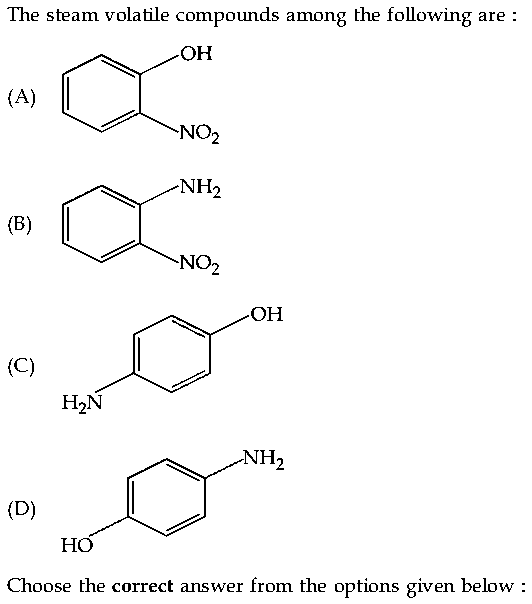 The steam volatile compounds among the following are :
OH
(A)
NO₂
NH₂
(B)
NO₂
OH
(C)
H₂N
NH₂
(D)
HO
Choose the correct answer from the options given below :